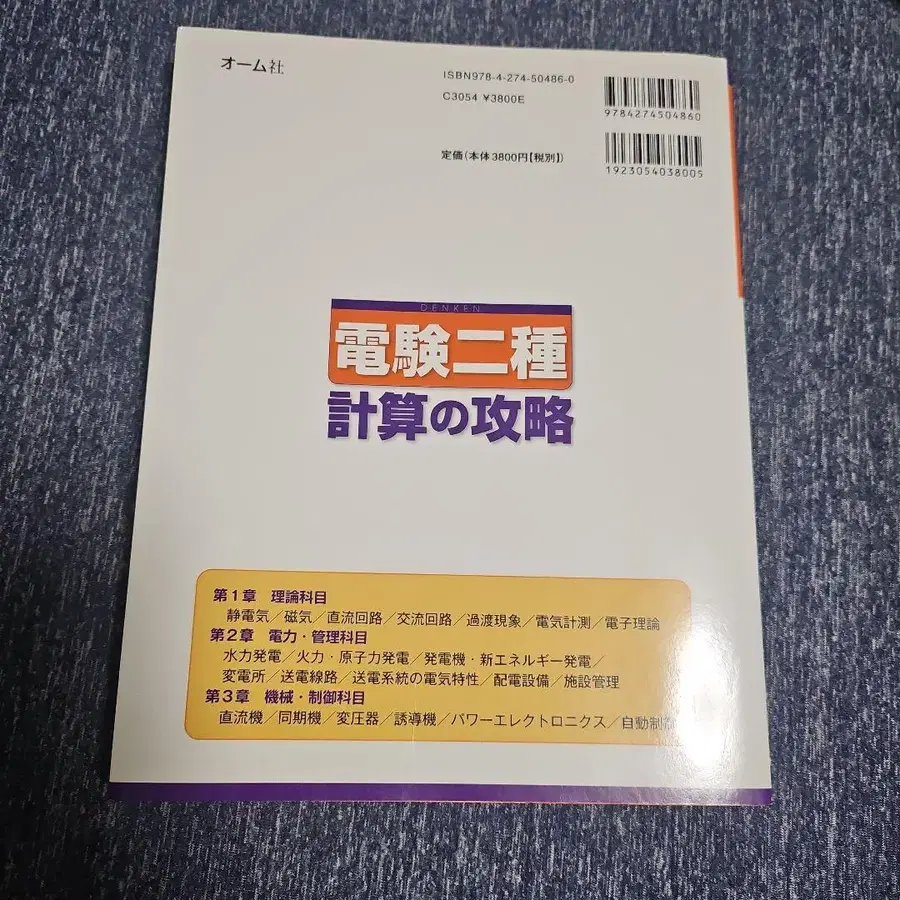 オーム社
ISBN978-4-274-50486-0
C3054 ¥3800E
定価(本体3800円【税別】)
9784274504860
1923054038005
DENKEN
電験二種
計算の攻略
第1章 理論科目
静電気／磁気／直流回路／交流回路／過渡現象／電気計測／電子理論
第2章 電力・管理科目
水力発電／火力・原子力発電／発電機・新エネルギー発電／
変電所／送電線路／送電系統の電気特性／配電設備／施設管理
第3章 機械・制御科目
直流機／同期機／変圧器／誘導機／パワーエレクトロニクス／自動制御